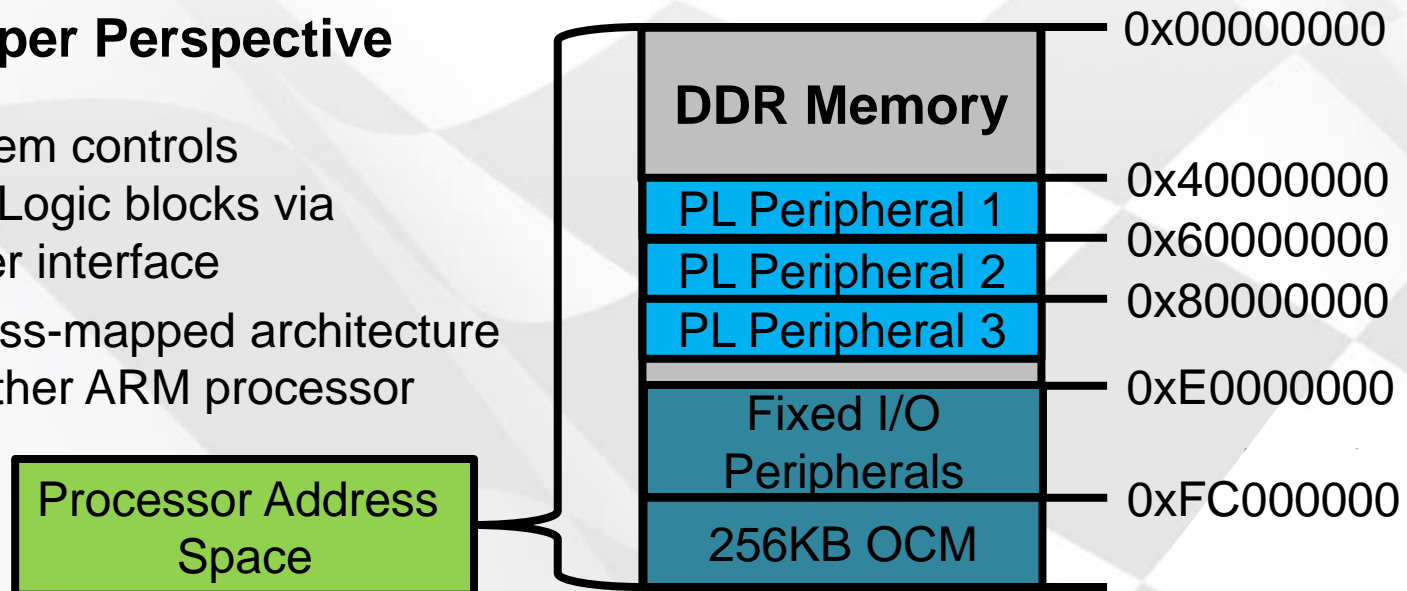 per Perspective
em controls
Logic blocks via
er interface
ss-mapped architecture
ther ARM processor
Processor Address
Space
DDR Memory
PL Peripheral 1
PL Peripheral 2
PL Peripheral 3
Fixed I/O
Peripherals
256KB OCM
0x00000000
0x40000000
0x60000000
0x80000000
0xE0000000
0xFC000000